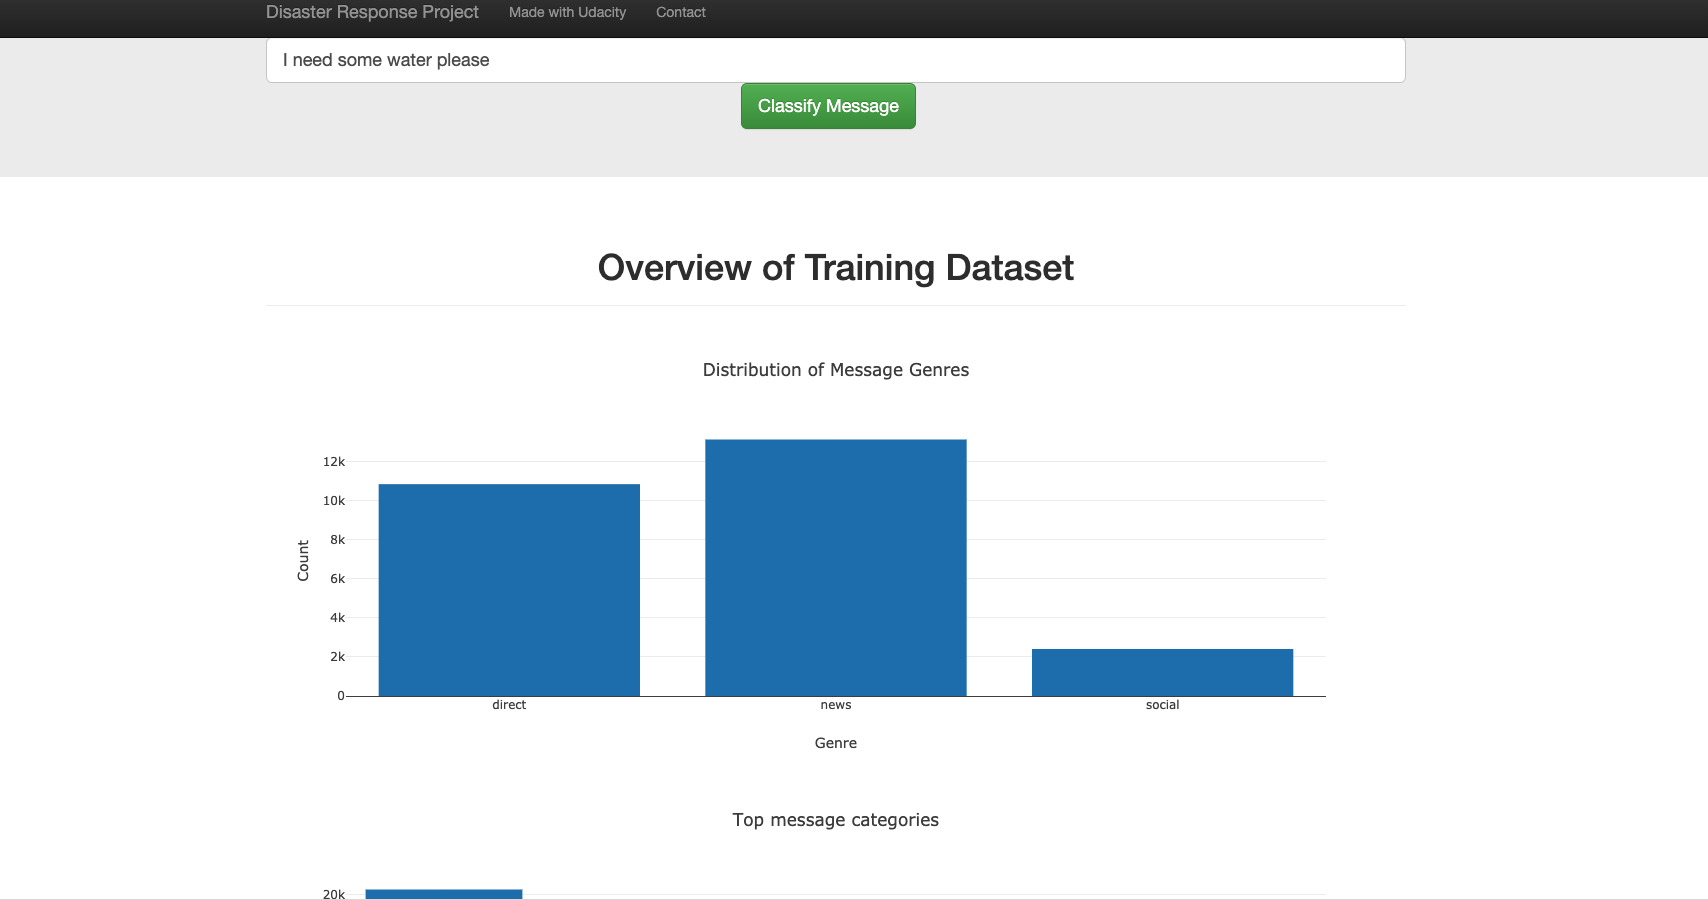 Disaster Response Project Made with Udacity Contact
I need some water please
Classify Message
Overview of Training Dataset
Distribution of Message Genres
12k
10k
8k
6k
4k
2k
0
Count
direct news social
Genre
Top message categories
20k